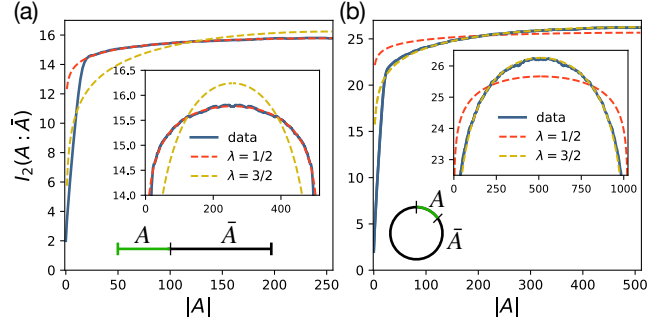 (a)
I₂(A : Ā)
16
14
12
10
8
6
4
2
0
0 50 100 150 200 250
|A|
16.5
16.0
15.5
15.0
14.5
14.0
0 200 400
data
λ = 1/2
λ = 3/2
A Ā
(b)
25
20
15
10
5
0
0 100 200 300 400 500
|A|
26
25
24
23
0 250 500 750 1000
data
λ = 1/2
λ = 3/2
A
Ā